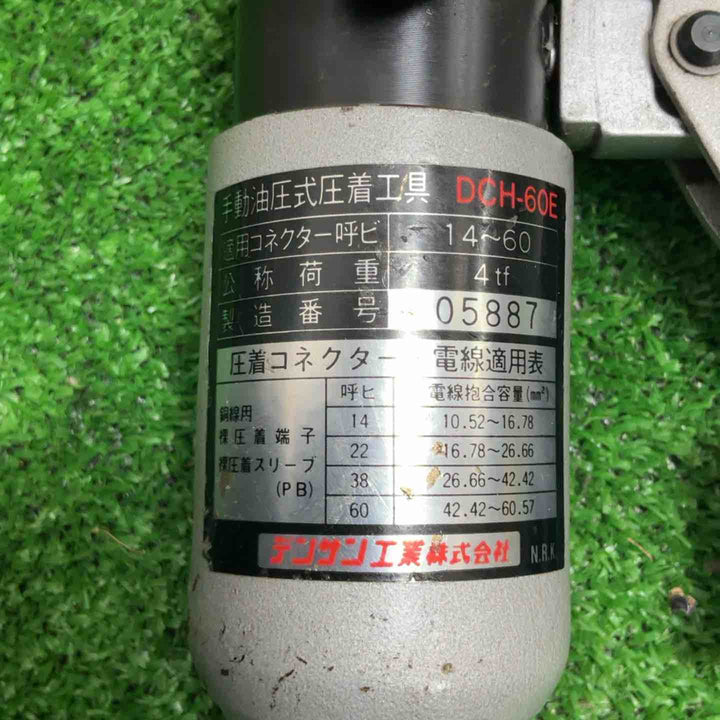 手動油圧式圧着工具 DCH-60E
適用コネクター呼ビ 14～60
公称荷重 4tf
製造番号 05887
圧着コネクター 電線適用表
呼ヒ 電線抱合容量(mm²)
銅線用
裸圧着端子
裸圧着スリーブ
(PB)
14 10.52～16.78
22 16.78～26.66
38 26.66～42.42
60 42.42～60.57
デンサン工業株式会社 N.R.K